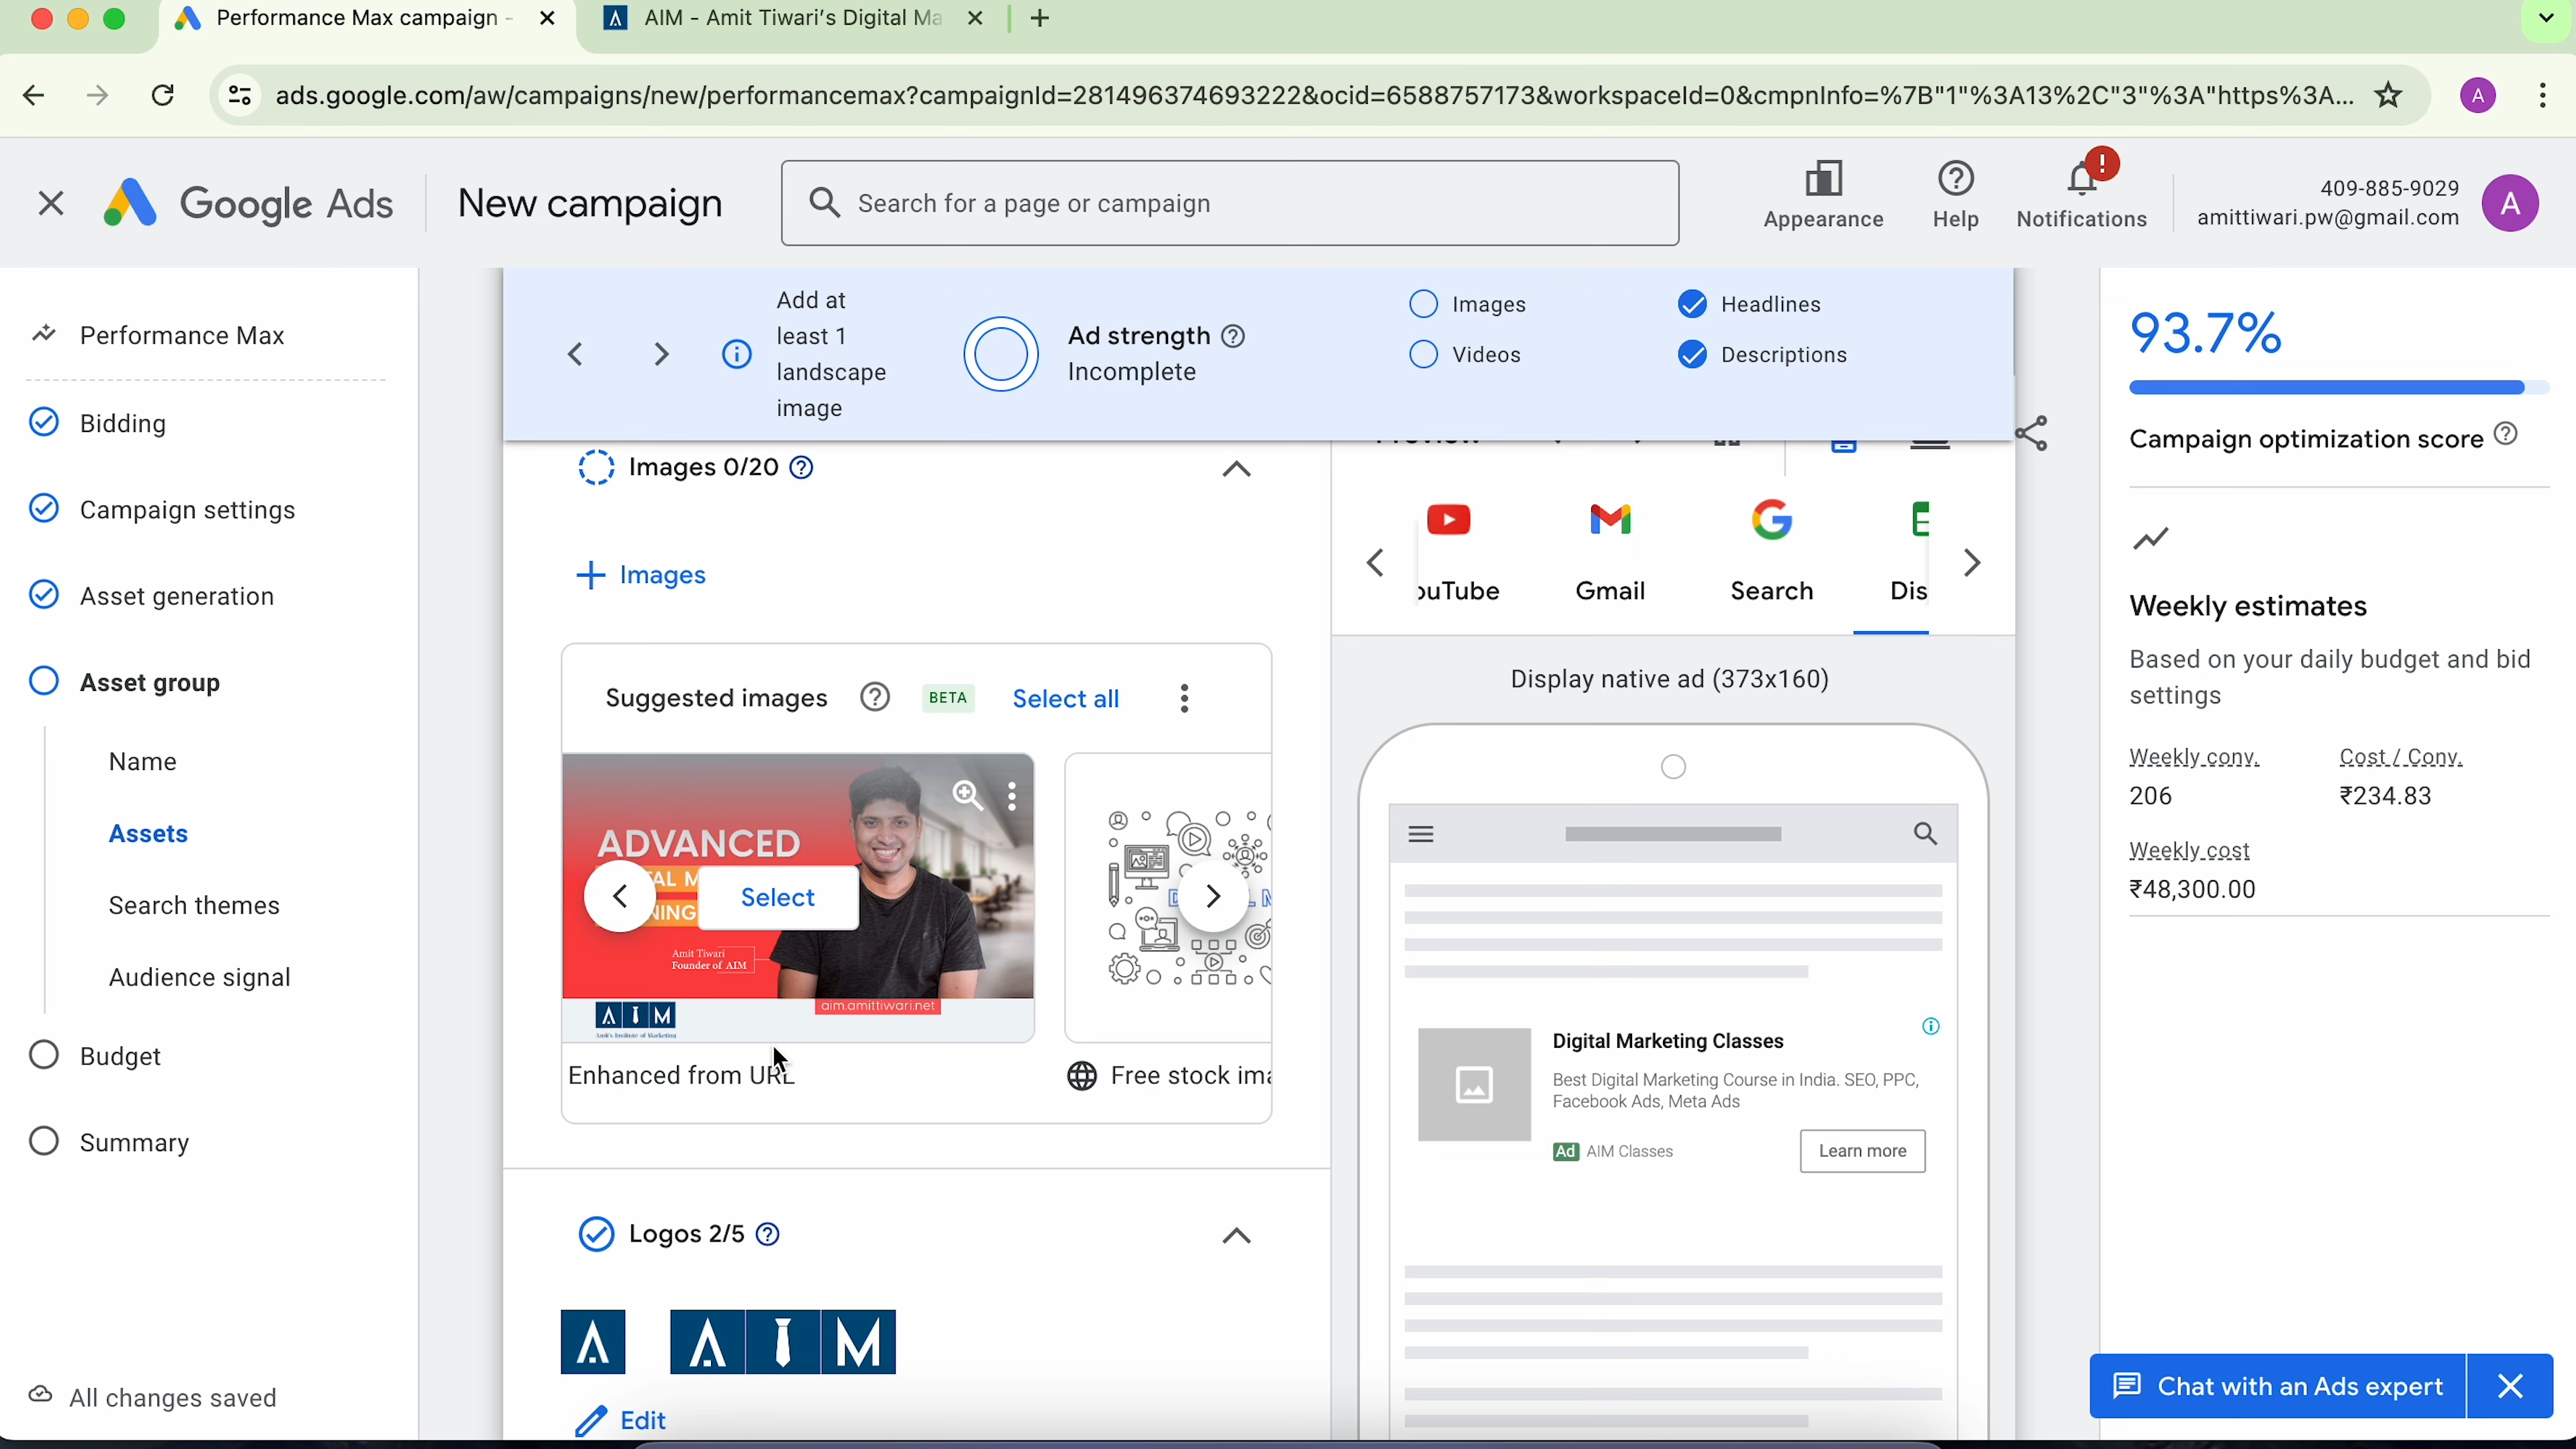 Performance Max campaign -
AIM - Amit Tiwari's Digital Ma
ads.google.com/aw/campaigns/new/performancemax?campaignId=281496374693222&ocid=6588757173&workspaceId=0&cmpnInfo=%7B"1"%3A13%2C"3"%3A"https%3A...
A
Google Ads
New campaign
Search for a page or campaign
Appearance
Help
Notifications
409-885-9029
amittiwari.pw@gmail.com
A
Performance Max
Bidding
Campaign settings
Asset generation
Asset group
Name
Assets
Search themes
Audience signal
Budget
Summary
All changes saved
Add at
least 1
landscape
image
Ad strength
Incomplete
Images
Videos
Headlines
Descriptions
Images 0/20
Images
Suggested images
BETA
Select all
ADVANCED
AL M
NING
Select
Amit Tiwari
Founder of AIM
aim.amittiwari.net
AIM
Amit's Institute of Marketing
Enhanced from URL
Free stock ima
Logos 2/5
A
AIM
Edit
Preview
ouTube
Gmail
Search
Dis
Display native ad (373x160)
Digital Marketing Classes
Best Digital Marketing Course in India. SEO, PPC,
Facebook Ads, Meta Ads
Ad AIM Classes
Learn more
93.7%
Campaign optimization score
Weekly estimates
Based on your daily budget and bid
settings
Weekly conv.
206
Cost / Conv.
₹234.83
Weekly cost
₹48,300.00
Chat with an Ads expert